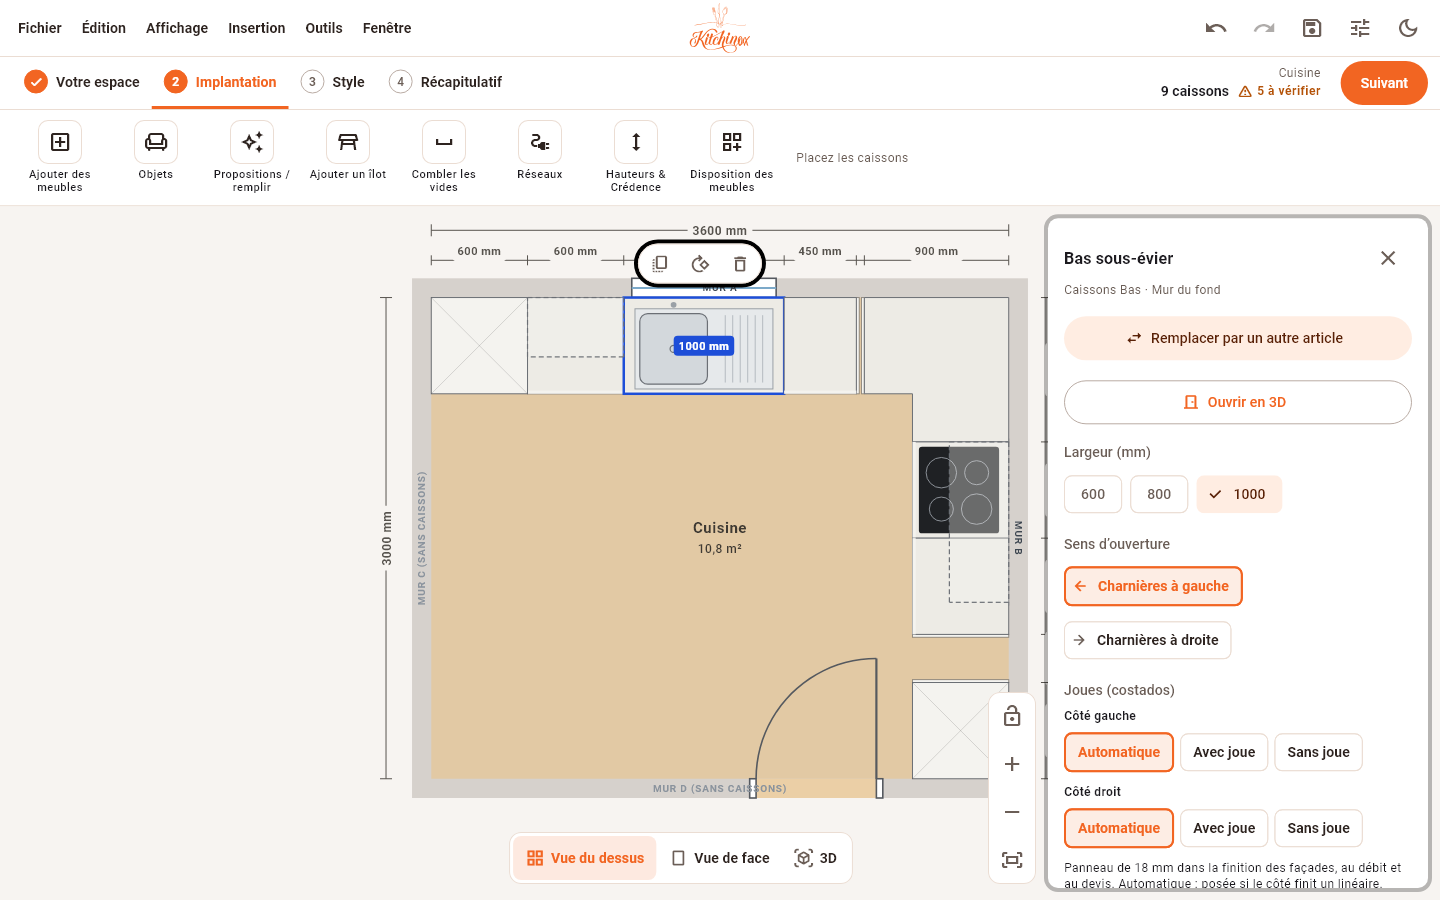 Fichier Édition Affichage Insertion Outils Fenêtre
Kitchinox
Votre espace 2 Implantation 3 Style 4 Récapitulatif
Cuisine
9 caissons 5 à vérifier
Suivant
Ajouter des
meubles
Objets
Propositions /
remplir
Ajouter un îlot
Combler les
vides
Réseaux
Hauteurs &
Crédence
Disposition des
meubles
Placez les caissons
3600 mm
600 mm 600 mm 450 mm 900 mm
MUR A
1000 mm
3000 mm
MUR C (SANS CAISSONS)
Cuisine
10,8 m²
MUR B
MUR D (SANS CAISSONS)
Vue du dessus Vue de face 3D
Bas sous-évier
Caissons Bas · Mur du fond
Remplacer par un autre article
Ouvrir en 3D
Largeur (mm)
600 800 1000
Sens d’ouverture
Charnières à gauche
Charnières à droite
Joues (costados)
Côté gauche
Automatique Avec joue Sans joue
Côté droit
Automatique Avec joue Sans joue
Panneau de 18 mm dans la finition des façades, au débit et
au devis. Automatique : posée si le côté finit un linéaire.